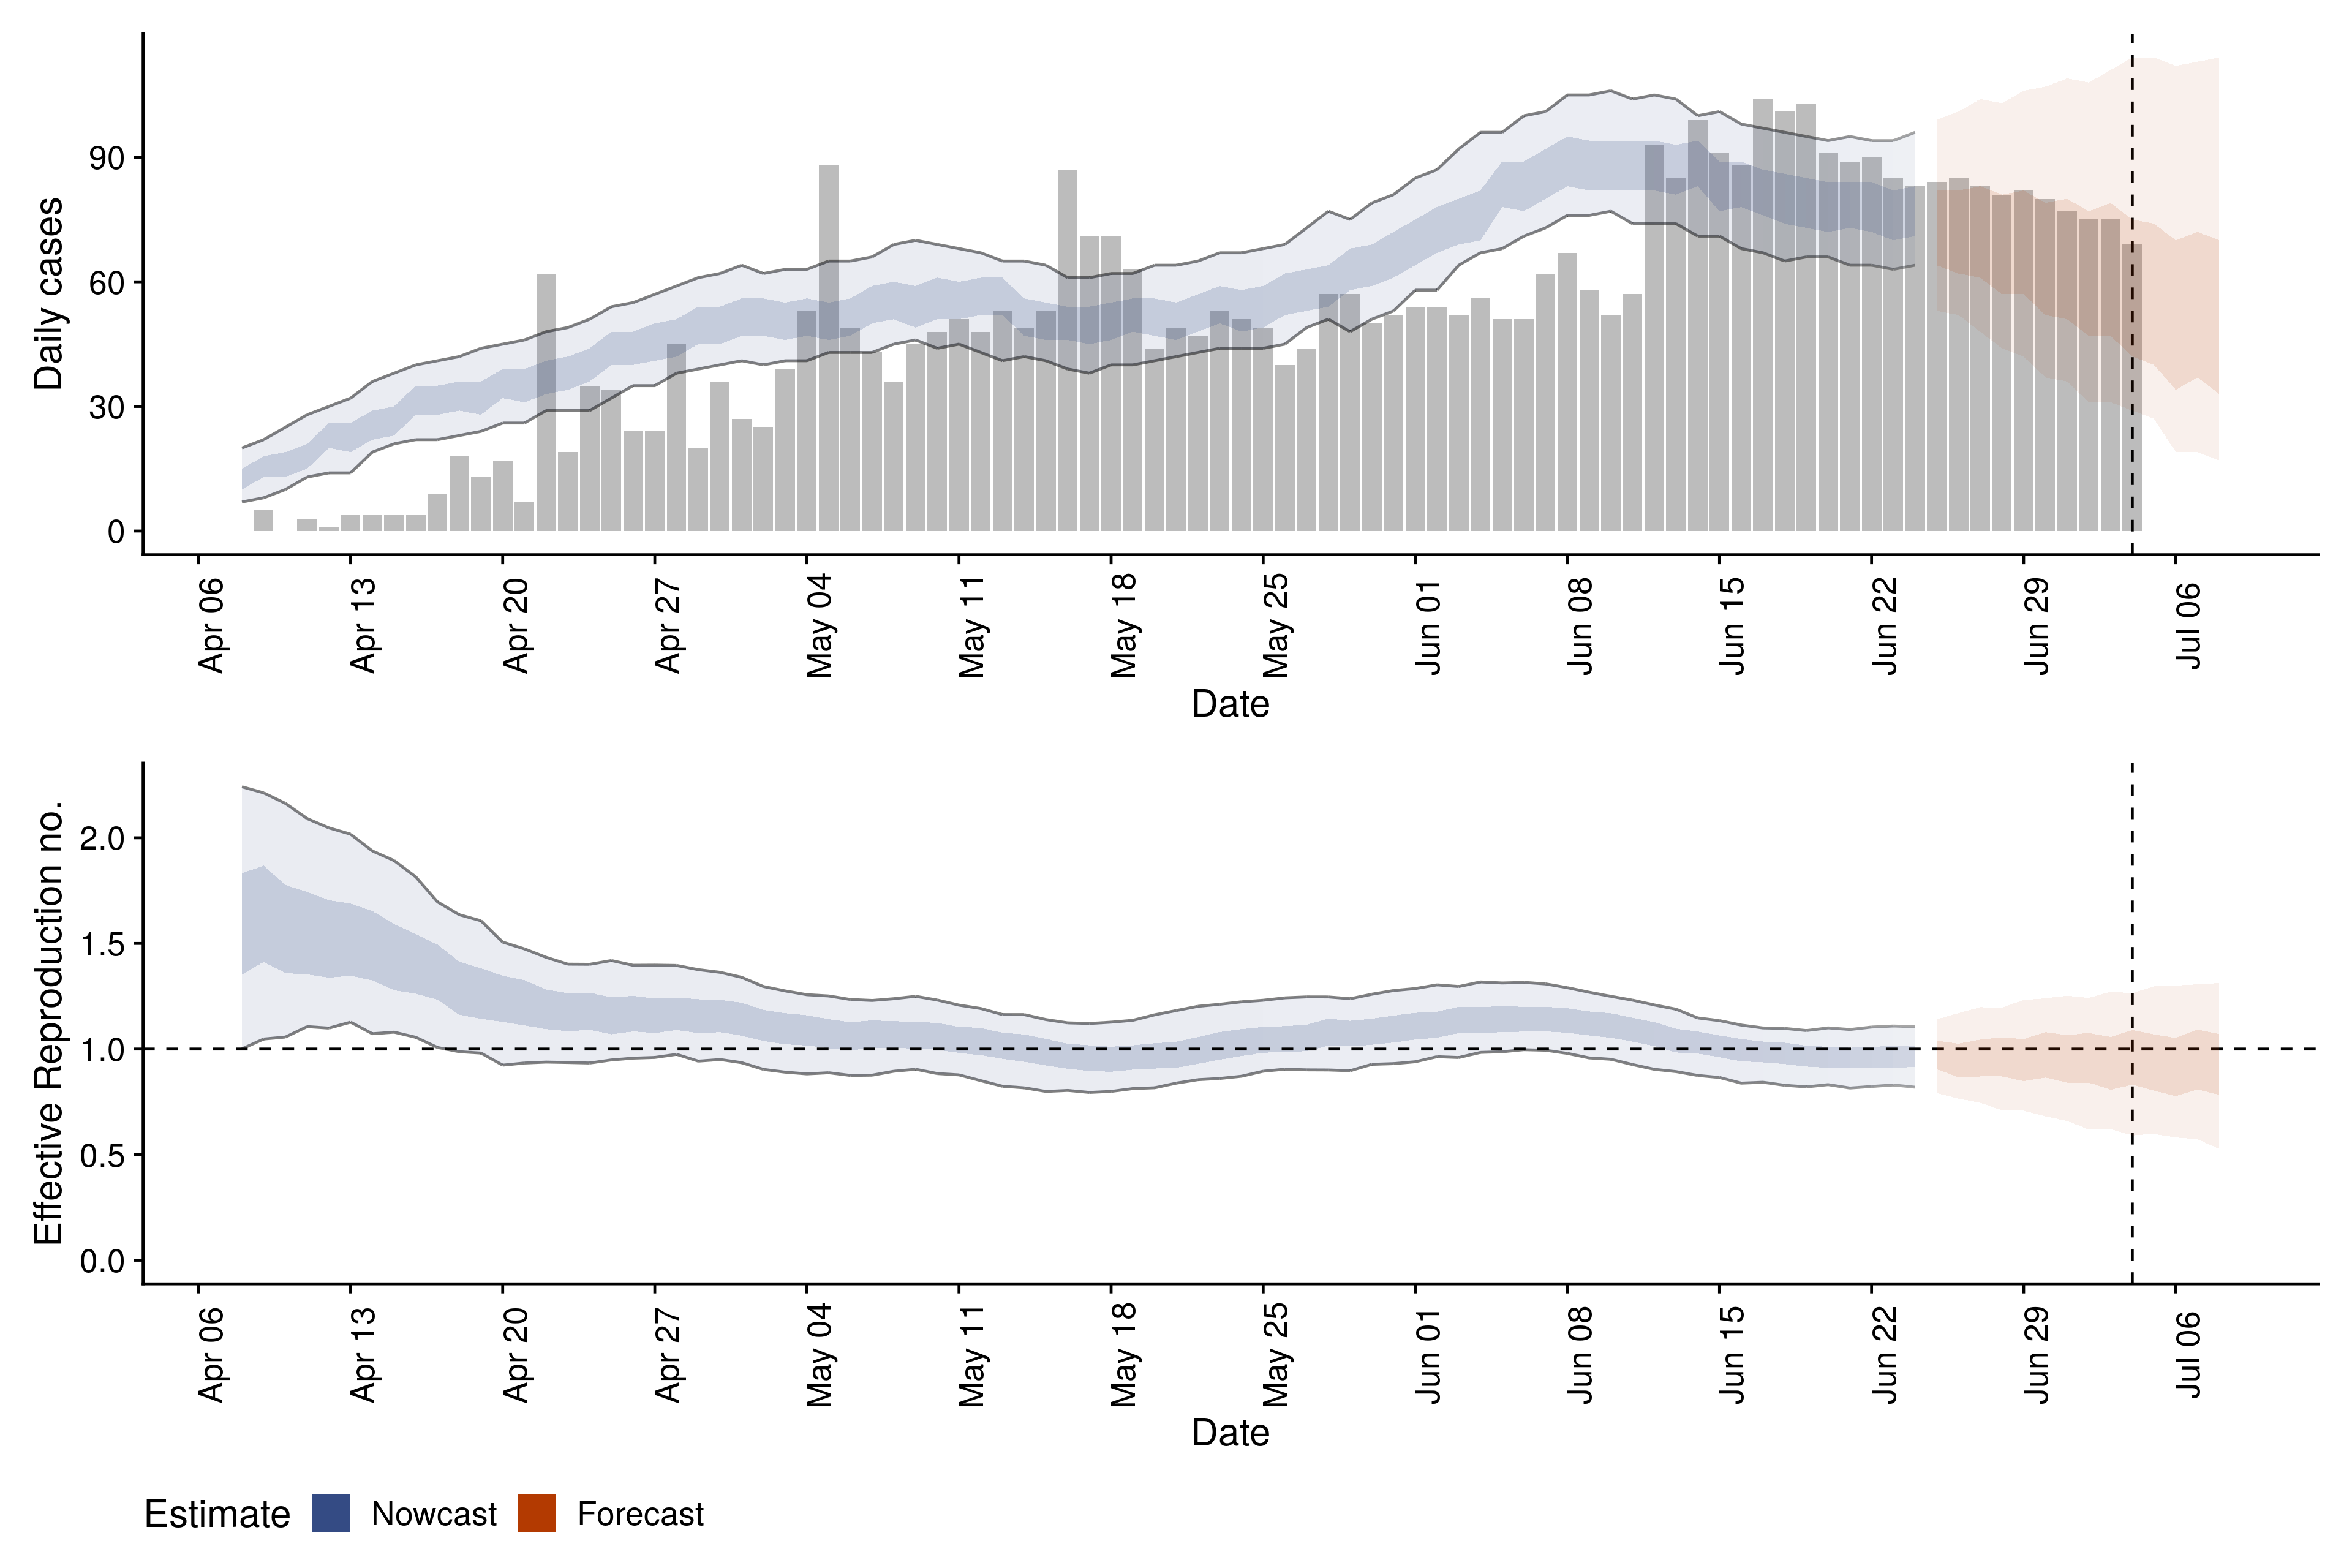 Daily cases
90
60
30
0
Apr 06 Apr 13 Apr 20 Apr 27 May 04 May 11 May 18 May 25 Jun 01 Jun 08 Jun 15 Jun 22 Jun 29 Jul 06
Date
Effective Reproduction no.
2.0
1.5
1.0
0.5
0.0
Apr 06 Apr 13 Apr 20 Apr 27 May 04 May 11 May 18 May 25 Jun 01 Jun 08 Jun 15 Jun 22 Jun 29 Jul 06
Date
Estimate Nowcast Forecast